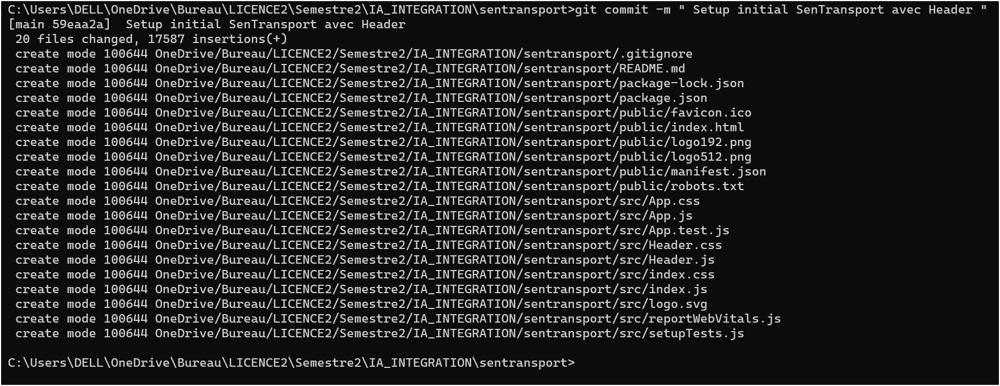 C:\Users\DELL\OneDrive\Bureau\LICENCE2\Semestre2\IA_INTEGRATION\sentransport>git commit -m " Setup initial SenTransport avec Header "
[main 59eaa2a]  Setup initial SenTransport avec Header
 20 files changed, 17587 insertions(+)
 create mode 100644 OneDrive/Bureau/LICENCE2/Semestre2/IA_INTEGRATION/sentransport/.gitignore
 create mode 100644 OneDrive/Bureau/LICENCE2/Semestre2/IA_INTEGRATION/sentransport/README.md
 create mode 100644 OneDrive/Bureau/LICENCE2/Semestre2/IA_INTEGRATION/sentransport/package-lock.json
 create mode 100644 OneDrive/Bureau/LICENCE2/Semestre2/IA_INTEGRATION/sentransport/package.json
 create mode 100644 OneDrive/Bureau/LICENCE2/Semestre2/IA_INTEGRATION/sentransport/public/favicon.ico
 create mode 100644 OneDrive/Bureau/LICENCE2/Semestre2/IA_INTEGRATION/sentransport/public/index.html
 create mode 100644 OneDrive/Bureau/LICENCE2/Semestre2/IA_INTEGRATION/sentransport/public/logo192.png
 create mode 100644 OneDrive/Bureau/LICENCE2/Semestre2/IA_INTEGRATION/sentransport/public/logo512.png
 create mode 100644 OneDrive/Bureau/LICENCE2/Semestre2/IA_INTEGRATION/sentransport/public/manifest.json
 create mode 100644 OneDrive/Bureau/LICENCE2/Semestre2/IA_INTEGRATION/sentransport/public/robots.txt
 create mode 100644 OneDrive/Bureau/LICENCE2/Semestre2/IA_INTEGRATION/sentransport/src/App.css
 create mode 100644 OneDrive/Bureau/LICENCE2/Semestre2/IA_INTEGRATION/sentransport/src/App.js
 create mode 100644 OneDrive/Bureau/LICENCE2/Semestre2/IA_INTEGRATION/sentransport/src/App.test.js
 create mode 100644 OneDrive/Bureau/LICENCE2/Semestre2/IA_INTEGRATION/sentransport/src/Header.css
 create mode 100644 OneDrive/Bureau/LICENCE2/Semestre2/IA_INTEGRATION/sentransport/src/Header.js
 create mode 100644 OneDrive/Bureau/LICENCE2/Semestre2/IA_INTEGRATION/sentransport/src/index.css
 create mode 100644 OneDrive/Bureau/LICENCE2/Semestre2/IA_INTEGRATION/sentransport/src/index.js
 create mode 100644 OneDrive/Bureau/LICENCE2/Semestre2/IA_INTEGRATION/sentransport/src/logo.svg
 create mode 100644 OneDrive/Bureau/LICENCE2/Semestre2/IA_INTEGRATION/sentransport/src/reportWebVitals.js
 create mode 100644 OneDrive/Bureau/LICENCE2/Semestre2/IA_INTEGRATION/sentransport/src/setupTests.js
C:\Users\DELL\OneDrive\Bureau\LICENCE2\Semestre2\IA_INTEGRATION\sentransport>